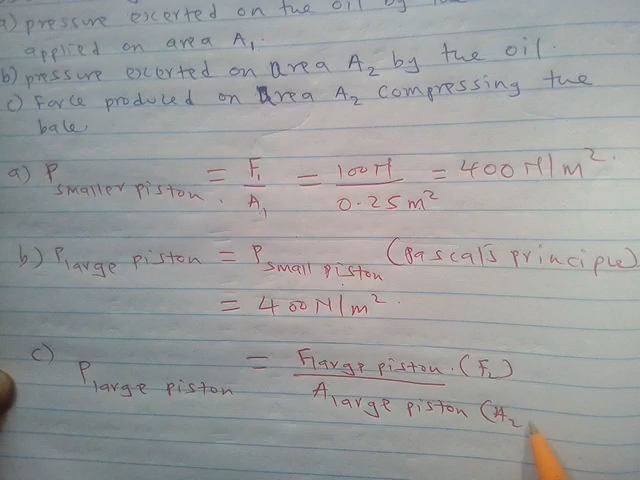 a) pressure excerted on the oil by the
applied on area A₁.
b) pressure excerted on area A₂ by the oil.
c) Force produced on area A₂ compressing the
bale
a) P smaller piston. = F₁/A₁ = 100N/0.25m² = 400N/m².
b) P large piston = P small piston (Pascal's principle)
= 400N/m².
c) P large piston = F large piston. (F₂) / A large piston (A₂